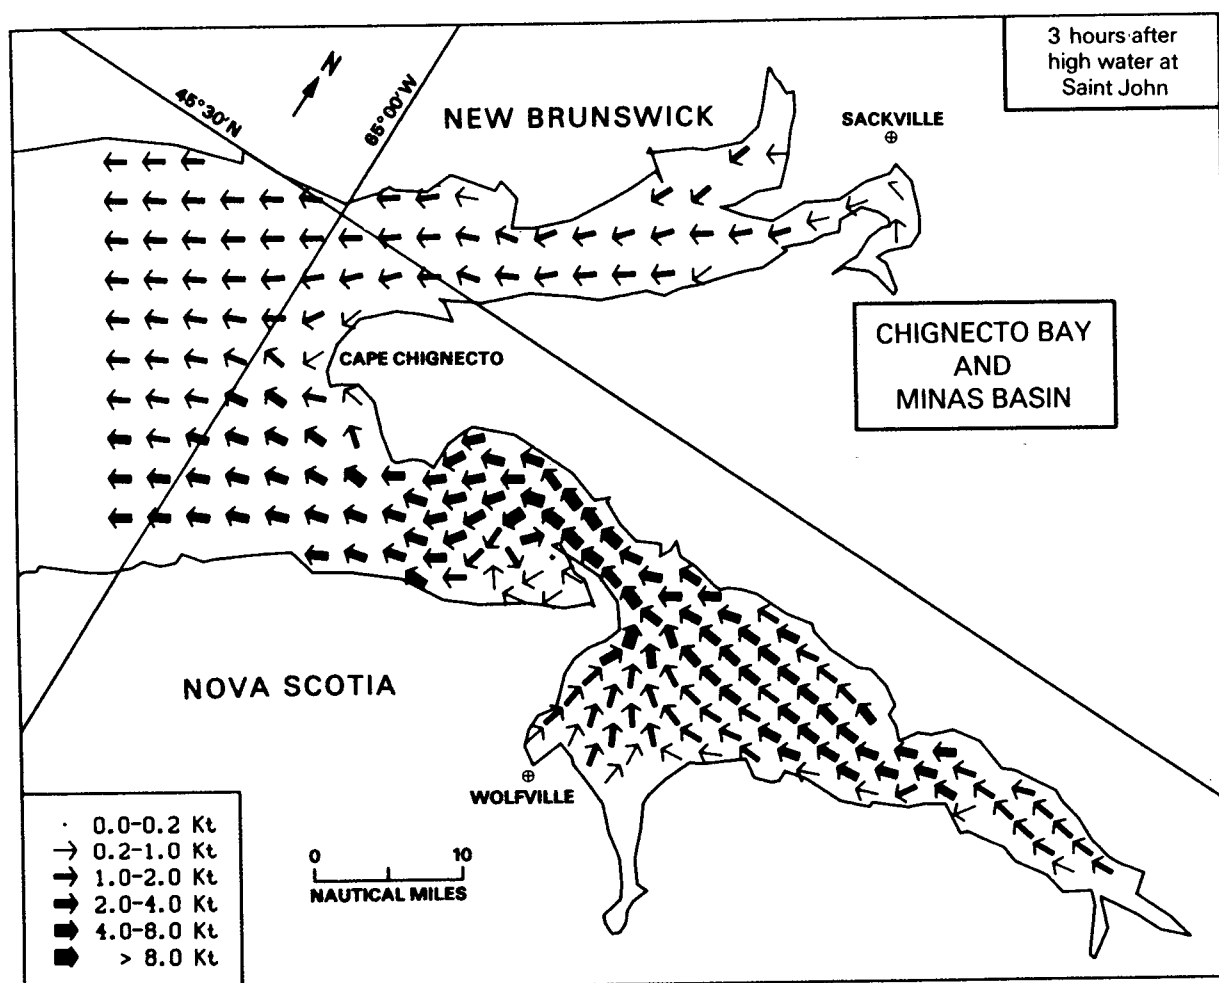 3 hours after
high water at
Saint John
N
45°30'N
65°00'W
NEW BRUNSWICK
SACKVILLE
CHIGNECTO BAY
AND
MINAS BASIN
CAPE CHIGNECTO
NOVA SCOTIA
WOLFVILLE
0.0-0.2 Kt
0.2-1.0 Kt
1.0-2.0 Kt
2.0-4.0 Kt
4.0-8.0 Kt
> 8.0 Kt
0 10
NAUTICAL MILES